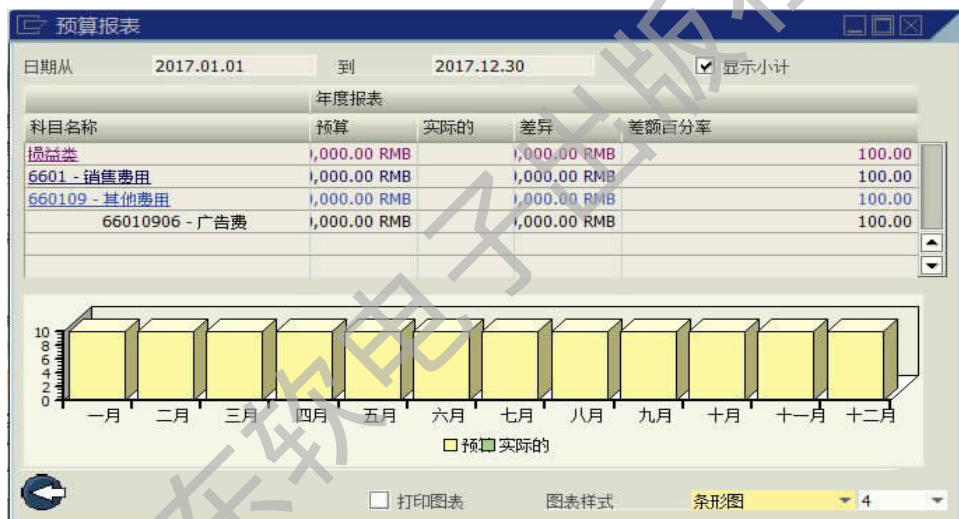 预算报表
日期从 2017.01.01 到 2017.12.30 显示小计
年度报表
科目名称 预算 实际的 差异 差额百分率
损益类 ,000.00 RMB ,000.00 RMB 100.00
6601 - 销售费用 ,000.00 RMB ,000.00 RMB 100.00
660109 - 其他费用 ,000.00 RMB ,000.00 RMB 100.00
66010906 - 广告费 ,000.00 RMB ,000.00 RMB 100.00
10
8
6
4
2
0
一月 二月 三月 四月 五月 六月 七月 八月 九月 十月 十一月 十二月
预算 实际的
打印图表 图表样式 条形图 4
东软电子出版社